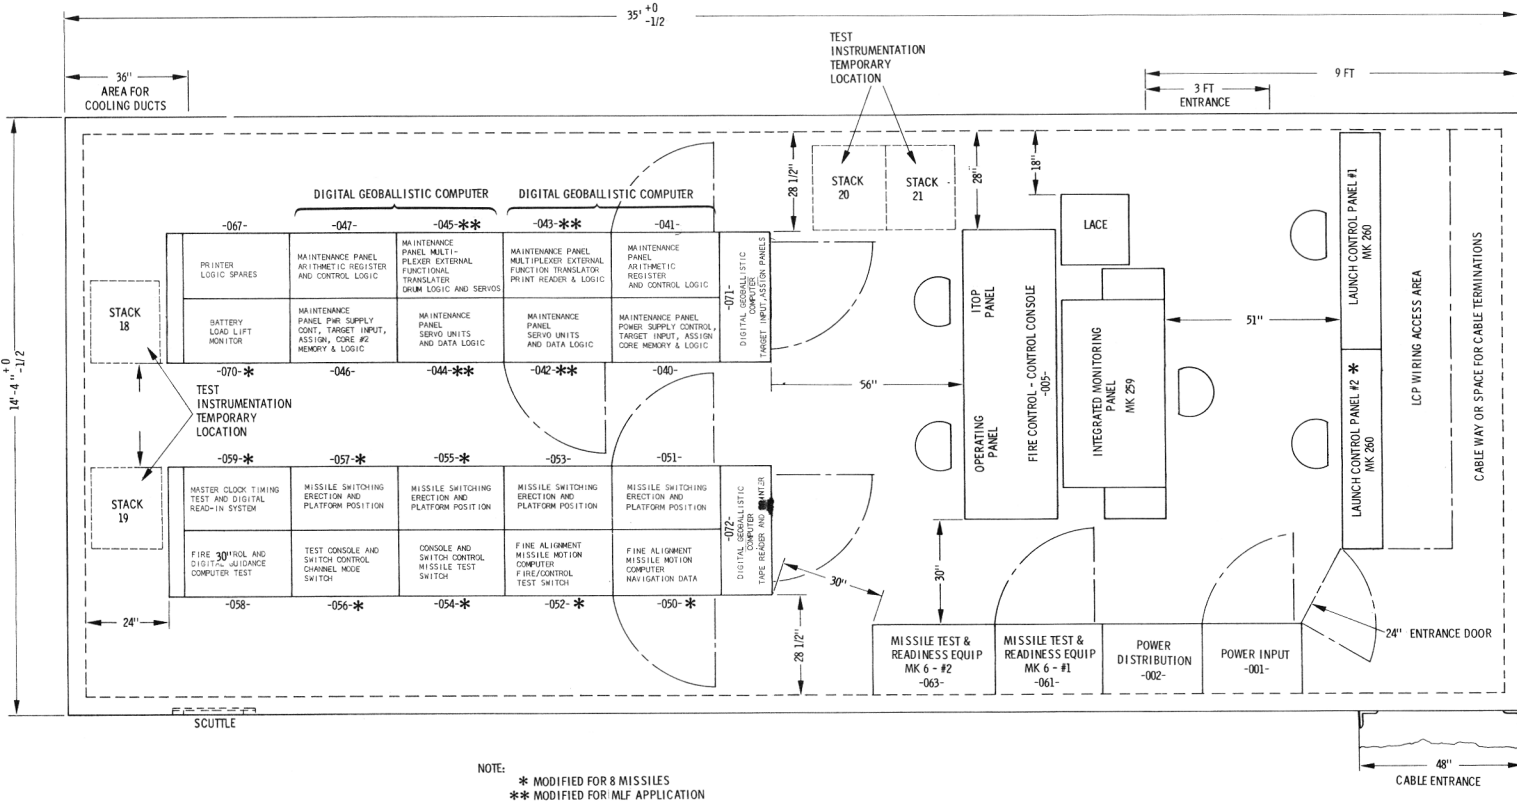 35' +0 -1/2
36"
AREA FOR
COOLING DUCTS
TEST
INSTRUMENTATION
TEMPORARY
LOCATION
9 FT
3 FT
ENTRANCE
14'-4" +0 -1/2
DIGITAL GEOBALLISTIC COMPUTER
DIGITAL GEOBALLISTIC COMPUTER
-067-
-047-
-045-**
-043-**
-041-
PRINTER
LOGIC SPARES
MAINTENANCE PANEL
ARITHMETIC REGISTER
AND CONTROL LOGIC
MAINTENANCE
PANEL MULTI-
PLEXER EXTERNAL
FUNCTIONAL
TRANSLATER
DRUM LOGIC AND SERVOS
MAINTENANCE PANEL
MULTIPLEXER EXTERNAL
FUNCTION TRANSLATOR
PRINT READER & LOGIC
MAINTENANCE
PANEL
ARITHMETIC
REGISTER
AND CONTROL LOGIC
BATTERY
LOAD LIFT
MONITOR
MAINTENANCE
PANEL PWR SUPPLY
CONT, TARGET INPUT,
ASSIGN, CORE #2
MEMORY & LOGIC
MAINTENANCE
PANEL
SERVO UNITS
AND DATA LOGIC
MAINTENANCE
PANEL
SERVO UNITS
AND DATA LOGIC
MAINTENANCE PANEL
POWER SUPPLY CONTROL,
TARGET INPUT, ASSIGN
CORE MEMORY & LOGIC
-071-
DIGITAL GEOBALLISTIC
COMPUTER
TARGET INPUT, ASSIGN PANELS
-070-*
-046-
-044-**
-042-**
-040-
STACK
18
TEST
INSTRUMENTATION
TEMPORARY
LOCATION
STACK
19
-059-*
-057-*
-055-*
-053-
-051-
MASTER CLOCK TIMING
TEST AND DIGITAL
READ-IN SYSTEM
MISSILE SWITCHING
ERECTION AND
PLATFORM POSITION
MISSILE SWITCHING
ERECTION AND
PLATFORM POSITION
MISSILE SWITCHING
ERECTION AND
PLATFORM POSITION
MISSILE SWITCHING
ERECTION AND
PLATFORM POSITION
FIRE AND
30"
GUIDANCE
COMPUTER TEST
TEST CONSOLE AND
SWITCH CONTROL
CHANNEL MODE
SWITCH
CONSOLE AND
SWITCH CONTROL
MISSILE TEST
SWITCH
FINE ALIGNMENT
MISSILE MOTION
COMPUTER
FIRE/CONTROL
TEST SWITCH
FINE ALIGNMENT
MISSILE MOTION
COMPUTER
NAVIGATION DATA
-072-
DIGITAL GEOBALLISTIC
COMPUTER
TAPE READER AND
-058-
-056-*
-054-*
-052-*
-050-*
24"
28 1/2"
28 1/2"
STACK
20
STACK
21
28"
18"
LACE
56"
ITOP
PANEL
OPERATING
PANEL
FIRE CONTROL - CONTROL CONSOLE
-005-
INTEGRATED MONITORING
PANEL
MK 259
51"
LAUNCH CONTROL PANEL #1
MK 260
LAUNCH CONTROL PANEL #2 *
MK 260
LCP WIRING ACCESS AREA
CABLE WAY OR SPACE FOR CABLE TERMINATIONS
30"
30"
MISSILE TEST &
READINESS EQUIP
MK 6 - #2
-063-
MISSILE TEST &
READINESS EQUIP
MK 6 - #1
-061-
POWER
DISTRIBUTION
-002-
POWER INPUT
-001-
24" ENTRANCE DOOR
SCUTTLE
48"
CABLE ENTRANCE
NOTE:
* MODIFIED FOR 8 MISSILES
** MODIFIED FOR MLF APPLICATION